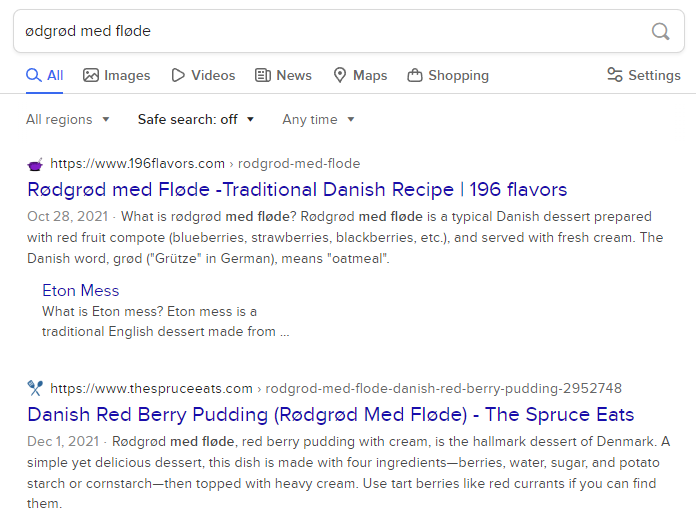 ødgrød med fløde
All Images Videos News Maps Shopping Settings
All regions Safe search: off Any time
https://www.196flavors.com › rodgrod-med-flode
Rødgrød med Fløde -Traditional Danish Recipe | 196 flavors
Oct 28, 2021 · What is rødgrød med fløde? Rødgrød med fløde is a typical Danish dessert prepared
with red fruit compote (blueberries, strawberries, blackberries, etc.), and served with fresh cream. The
Danish word, grød ("Grütze" in German), means "oatmeal".
Eton Mess
What is Eton mess? Eton mess is a
traditional English dessert made from ...
https://www.thespruceeats.com › rodgrod-med-flode-danish-red-berry-pudding-2952748
Danish Red Berry Pudding (Rødgrød Med Fløde) - The Spruce Eats
Dec 1, 2021 · Rødgrød med fløde, red berry pudding with cream, is the hallmark dessert of Denmark. A
simple yet delicious dessert, this dish is made with four ingredients—berries, water, sugar, and potato
starch or cornstarch—then topped with heavy cream. Use tart berries like red currants if you can find
them.